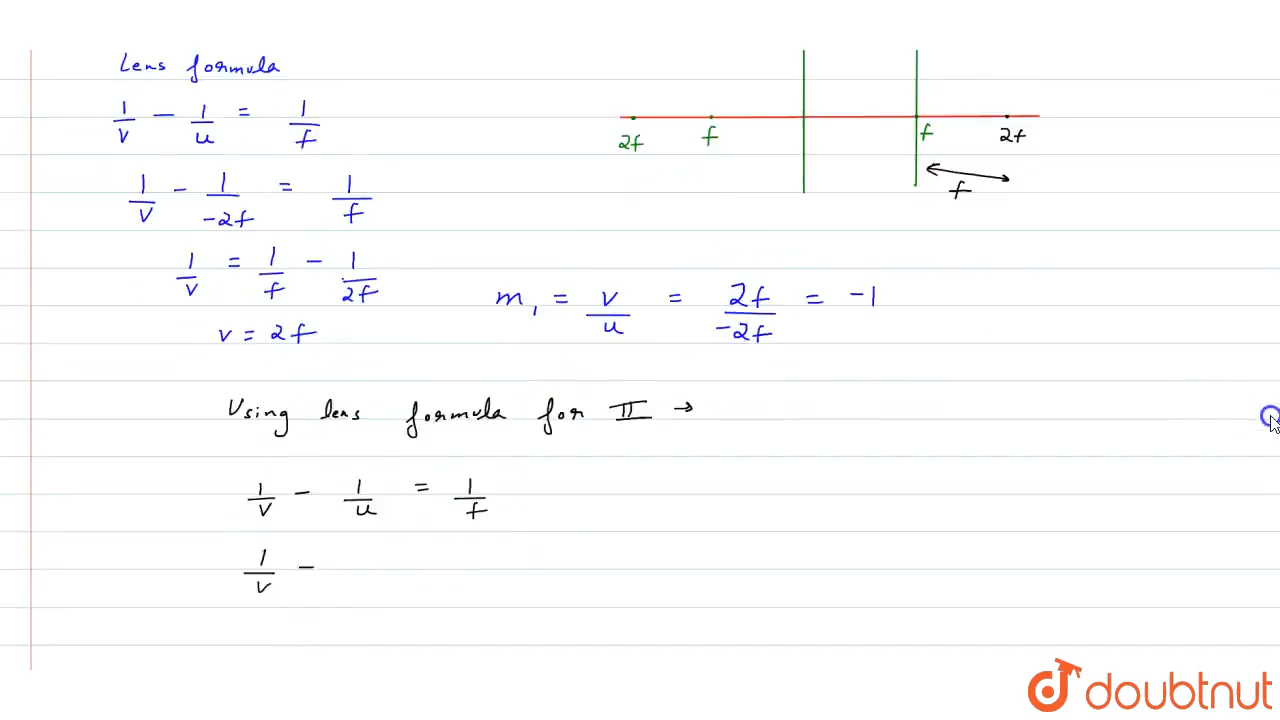 Lens formula
1/v - 1/u = 1/f
1/v - 1/-2f = 1/f
1/v = 1/f - 1/2f
v = 2f
2f f f 2f
f
m₁ = v/u = 2f/-2f = -1
Using lens formula for II →
1/v - 1/u = 1/f
1/v -
doubtnut